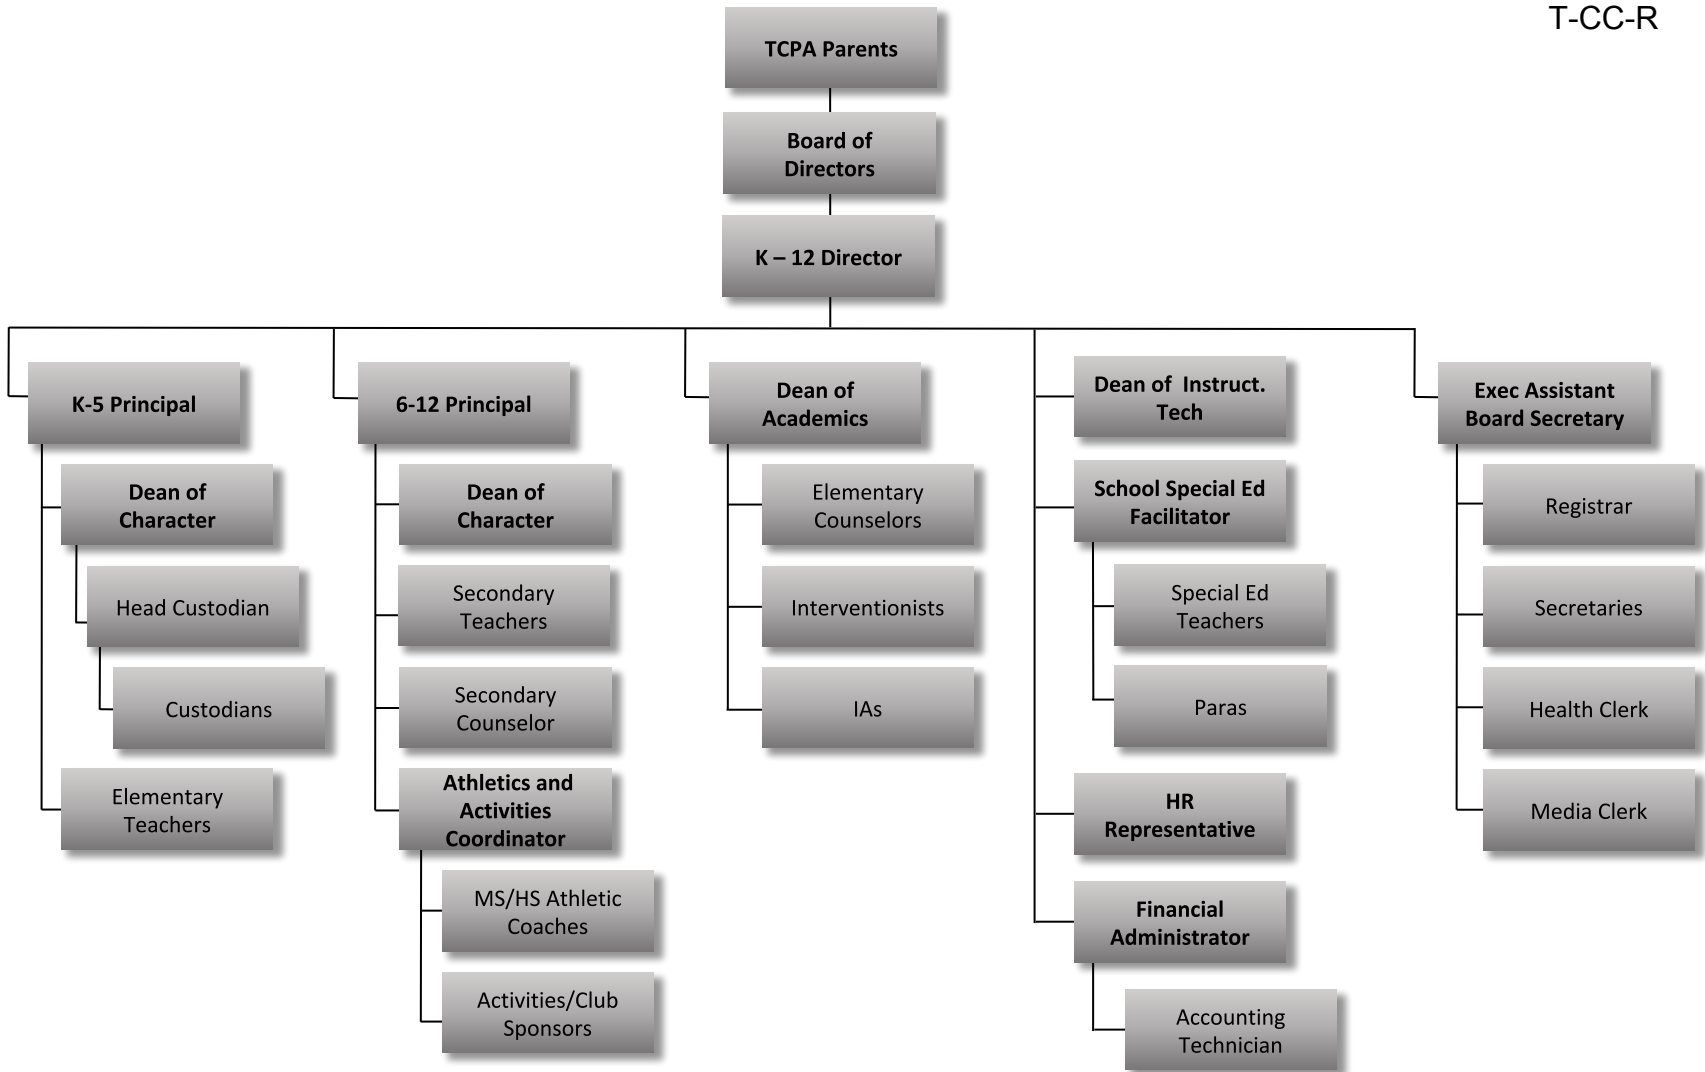 T-CC-R
TCPA Parents
Board of
Directors
K – 12 Director
K-5 Principal
Dean of
Character
Head Custodian
Custodians
Elementary
Teachers
6-12 Principal
Dean of
Character
Secondary
Teachers
Secondary
Counselor
Athletics and
Activities
Coordinator
MS/HS Athletic
Coaches
Activities/Club
Sponsors
Dean of
Academics
Elementary
Counselors
Interventionists
IAs
Dean of Instruct.
Tech
School Special Ed
Facilitator
Special Ed
Teachers
Paras
HR
Representative
Financial
Administrator
Accounting
Technician
Exec Assistant
Board Secretary
Registrar
Secretaries
Health Clerk
Media Clerk